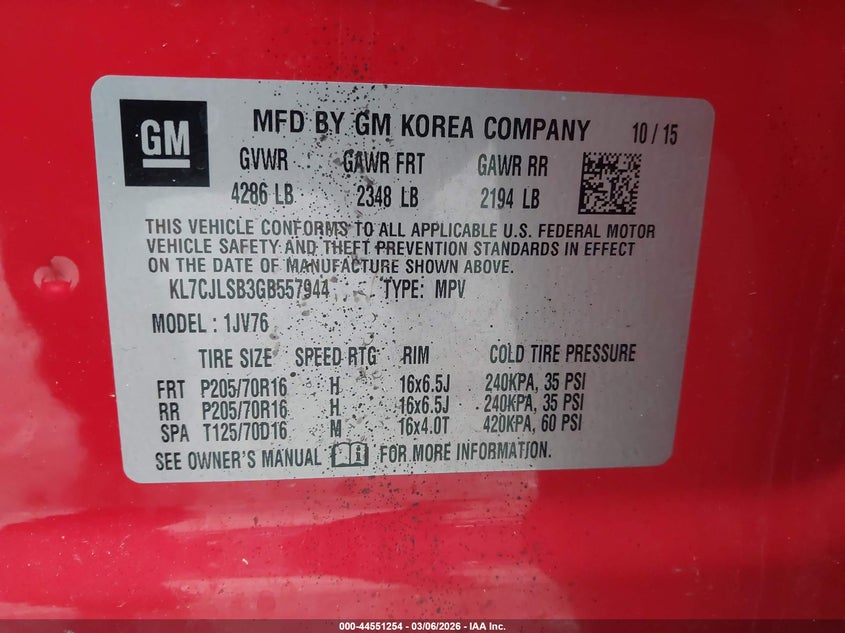 GM
MFD BY GM KOREA COMPANY 10 / 15
GVWR : GAWR FRT GAWR RR
4286 LB 2348 LB 2194 LB
THIS VEHICLE CONFORMS TO ALL APPLICABLE U.S. FEDERAL MOTOR
VEHICLE SAFETY AND THEFT PREVENTION STANDARDS IN EFFECT
ON THE DATE OF MANUFACTURE SHOWN ABOVE.
KL7CJLSB3GB557944 TYPE: MPV
MODEL : 1JV76
TIRE SIZE SPEED RTG RIM COLD TIRE PRESSURE
FRT P205/70R16 H 16x6.5J 240KPA, 35 PSI
RR P205/70R16 H 16x6.5J 240KPA, 35 PSI
SPA T125/70D16 M 16x4.0T 420KPA, 60 PSI
SEE OWNER'S MANUAL FOR MORE INFORMATION.
000-44551254 - 03/06/2026 - IAA Inc.